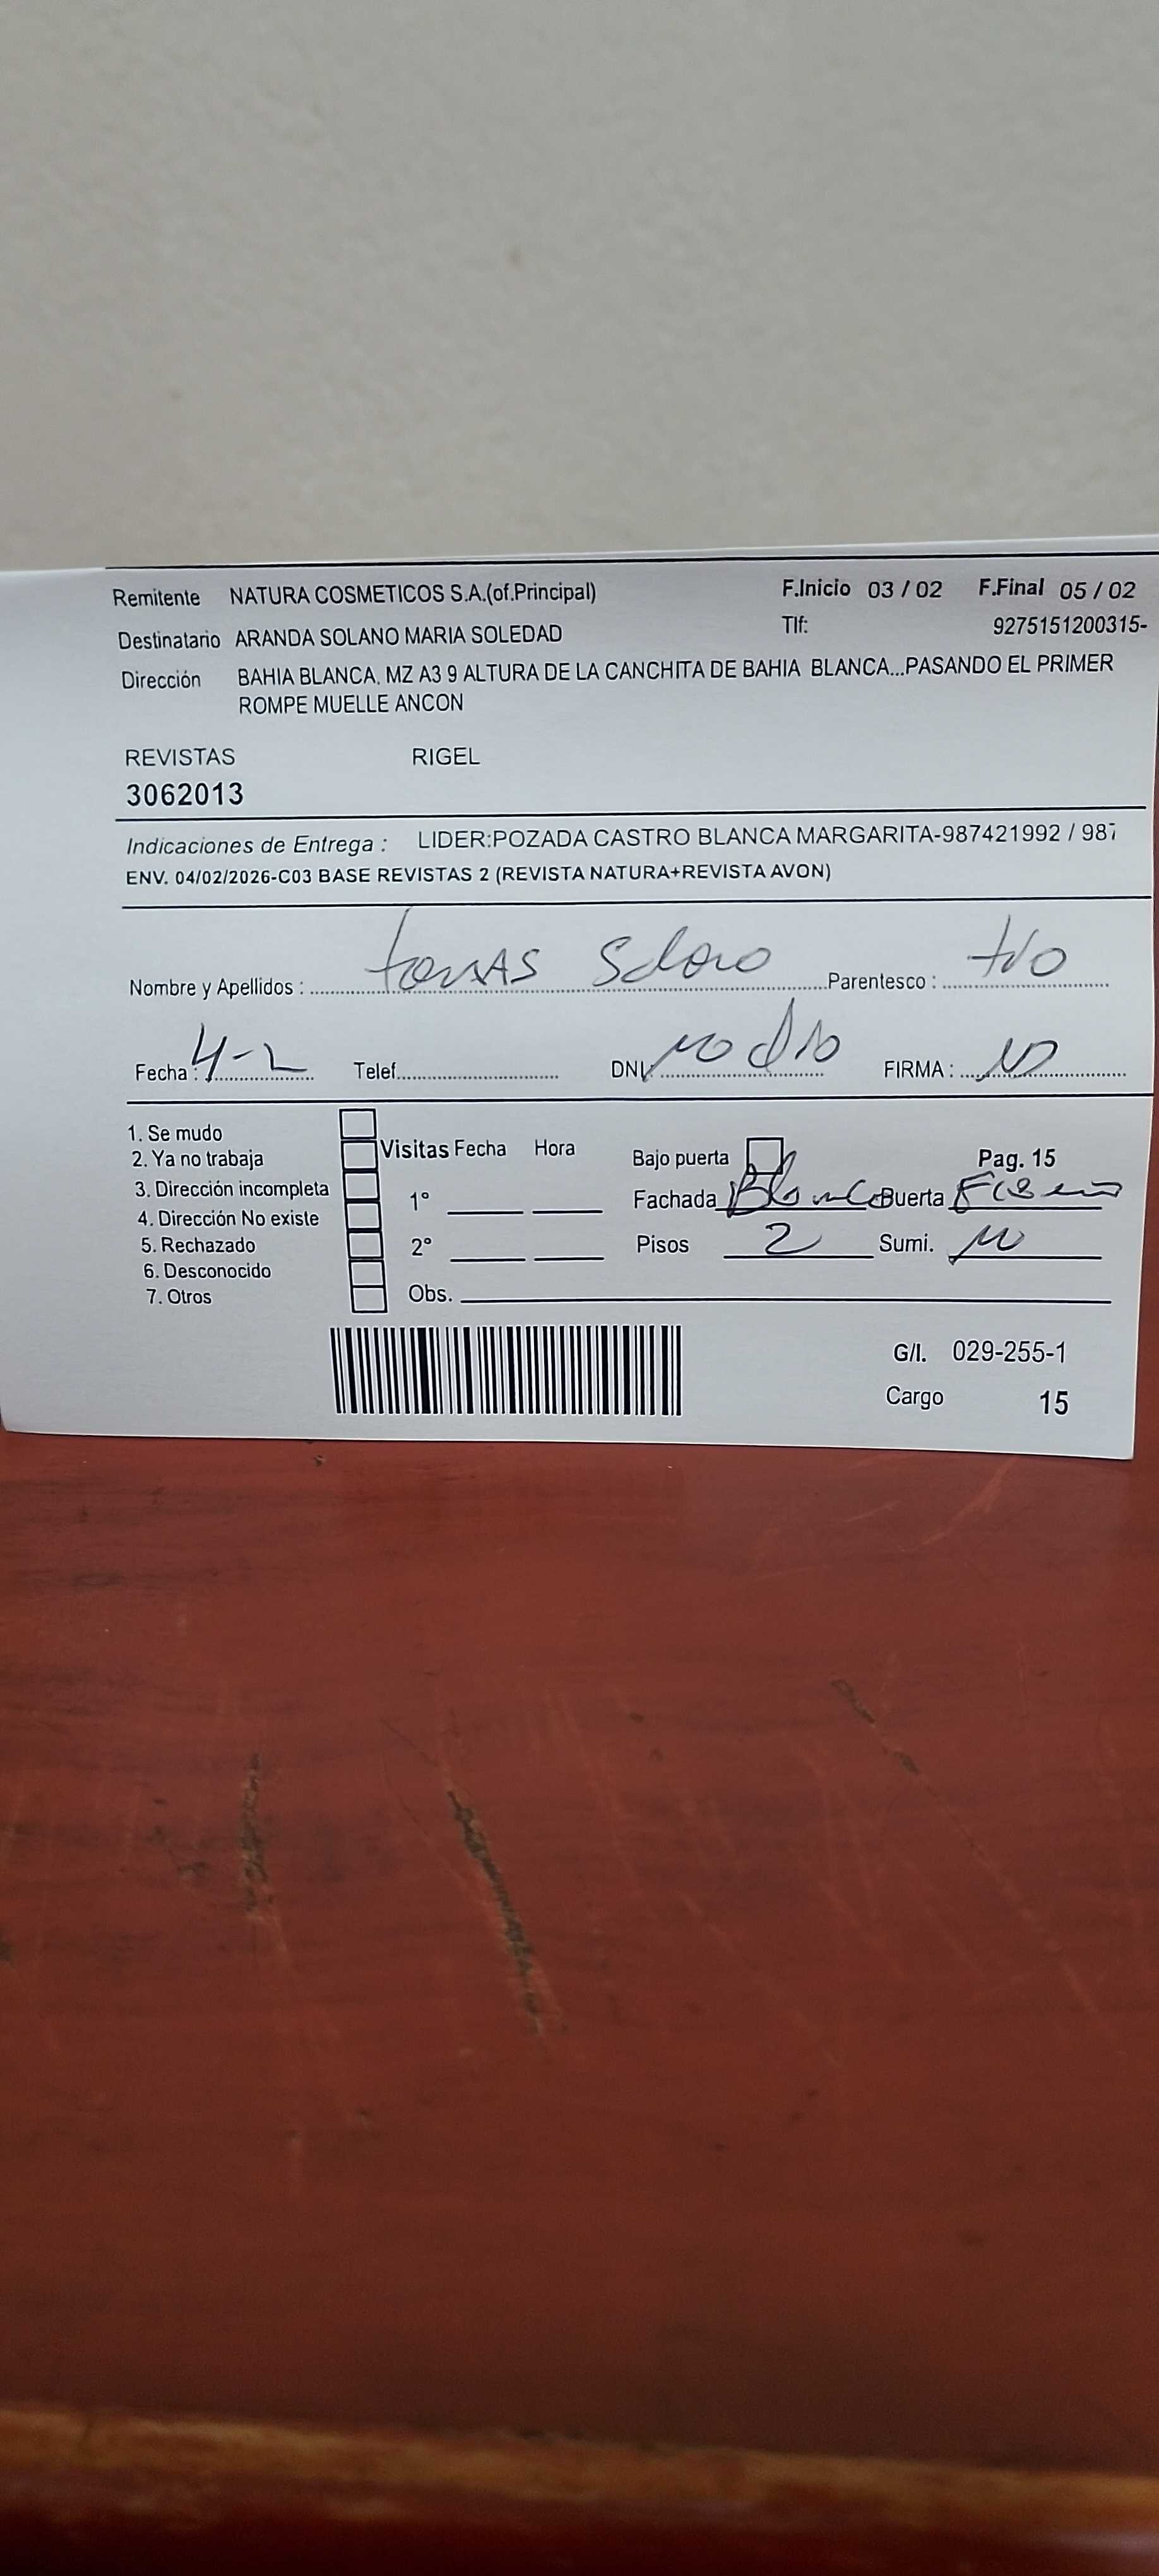 Remitente NATURA COSMETICOS S.A.(of.Principal) F.Inicio 03 / 02 F.Final 05 / 02
Destinatario ARANDA SOLANO MARIA SOLEDAD Tlf: 9275151200315-
Dirección BAHIA BLANCA. MZ A3 9 ALTURA DE LA CANCHITA DE BAHIA BLANCA...PASANDO EL PRIMER
ROMPE MUELLE ANCON
REVISTAS RIGEL
3062013
Indicaciones de Entrega : LIDER:POZADA CASTRO BLANCA MARGARITA-987421992 / 987
ENV. 04/02/2026-C03 BASE REVISTAS 2 (REVISTA NATURA+REVISTA AVON)
Nombre y Apellidos : Parentesco : tio
Fecha : 4-2 Telef. DNI: no dio FIRMA :
1. Se mudo
2. Ya no trabaja Visitas Fecha Hora Bajo puerta Pag. 15
3. Dirección incompleta 1° Fachada Blanca Puerta
4. Dirección No existe
5. Rechazado 2° Pisos 2 Sumi.
6. Desconocido
7. Otros Obs.
G/I. 029-255-1
Cargo 15